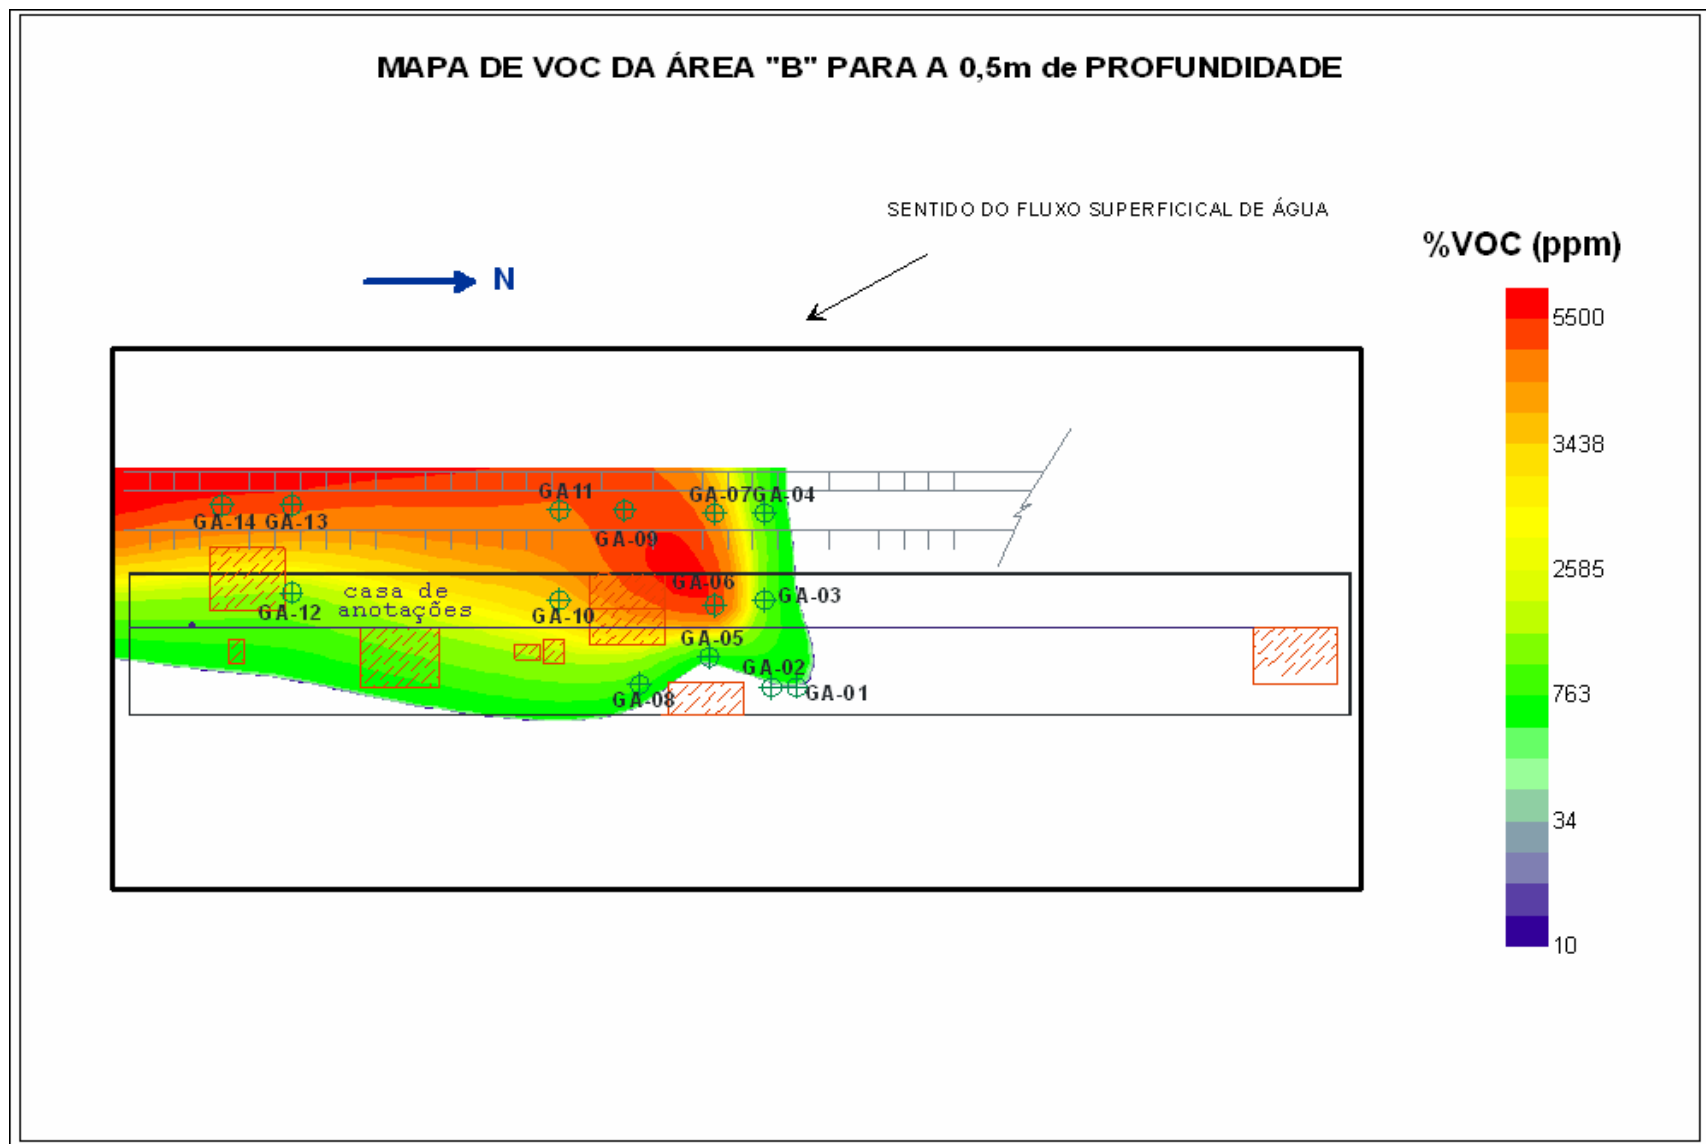 MAPA DE VOC DA ÁREA "B" PARA A 0,5m de PROFUNDIDADE
SENTIDO DO FLUXO SUPERFICICAL DE ÁGUA
N
%VOC (ppm)
5500
3438
2585
763
34
10
GA11
GA-07
GA-04
GA-14
GA-13
GA-09
GA-06
GA-03
casa de
anotações
GA-12
GA-10
GA-05
GA-02
GA-08
GA-01